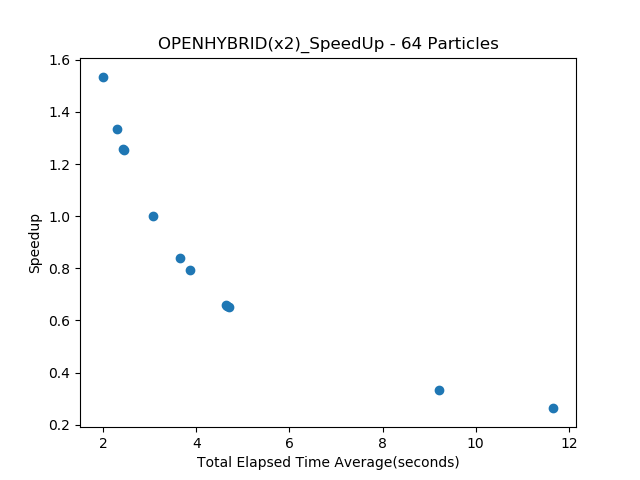 OPENHYBRID(x2)_SpeedUp - 64 Particles
1.6
1.4
1.2
1.0
0.8
0.6
0.4
0.2
Speedup
2 4 6 8 10 12
Total Elapsed Time Average(seconds)